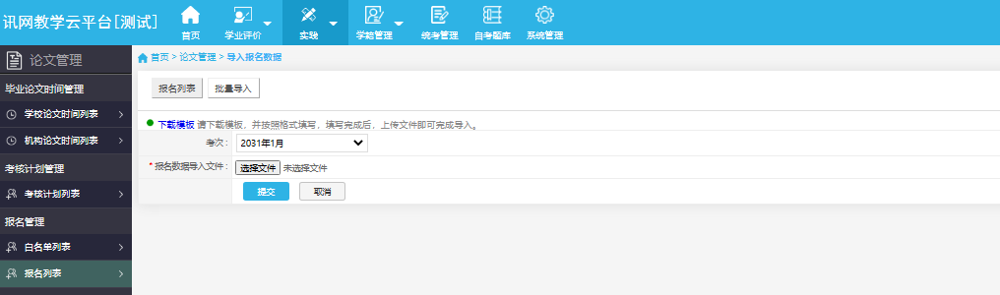 讯网教学云平台[测试]
首页
学业评价
实践
学籍管理
统考管理
自考题库
系统管理
论文管理
毕业论文时间管理
学校论文时间列表
机构论文时间列表
考核计划管理
考核计划列表
报名管理
白名单列表
报名列表
首页 > 论文管理 > 导入报名数据
报名列表 批量导入
下载模板 请下载模板，并按照格式填写，填写完成后，上传文件即可完成导入。
考次： 2031年1月
* 报名数据导入文件： 选择文件 未选择文件
提交 取消